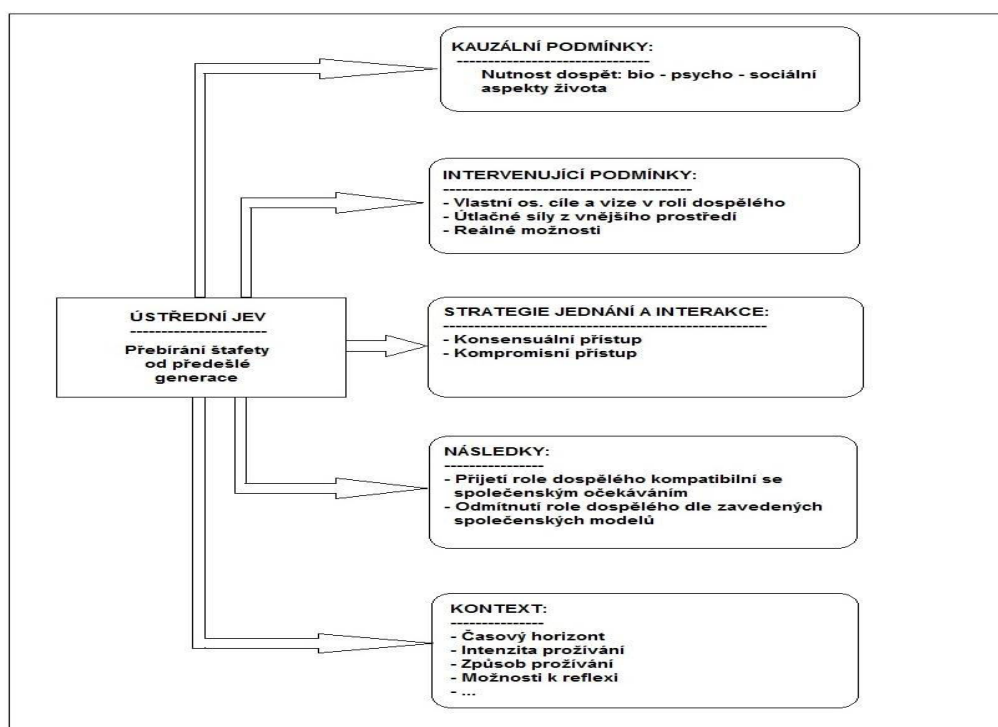 KAUZÁLNÍ PODMÍNKY:
-------------------------------
Nutnost dospět: bio - psycho - sociální
aspekty života
INTERVENUJÍCÍ PODMÍNKY:
----------------------------------------
- Vlastní os. cíle a vize v roli dospělého
- Útlačné síly z vnějšího prostředí
- Reálné možnosti
ÚSTŘEDNÍ JEV
----------------------
Přebírání štafety
od předešlé
generace
STRATEGIE JEDNÁNÍ A INTERAKCE:
----------------------------------------------------
- Konsensuální přístup
- Kompromisní přístup
NÁSLEDKY:
----------------
- Přijetí role dospělého kompatibilní se
společenským očekáváním
- Odmítnutí role dospělého dle zavedených
společenských modelů
KONTEXT:
---------------
- Časový horizont
- Intenzita prožívání
- Způsob prožívání
- Možnosti k reflexi
- ...